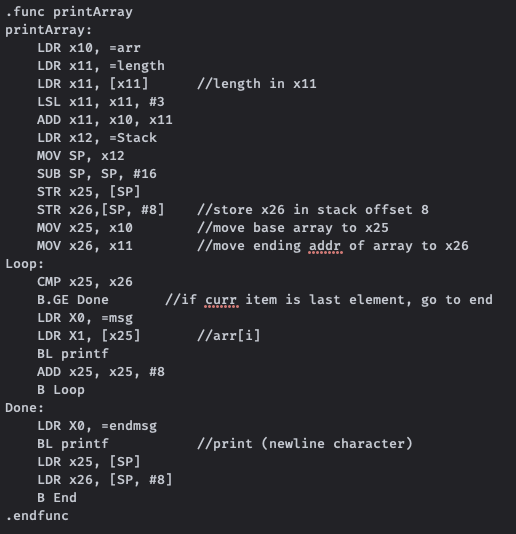 .func printArray
printArray:
    LDR x10, =arr
    LDR x11, =length
    LDR x11, [x11]      //length in x11
    LSL x11, x11, #3
    ADD x11, x10, x11
    LDR x12, =Stack
    MOV SP, x12
    SUB SP, SP, #16
    STR x25, [SP]
    STR x26,[SP, #8]    //store x26 in stack offset 8
    MOV x25, x10        //move base array to x25
    MOV x26, x11        //move ending addr of array to x26
Loop:
    CMP x25, x26
    B.GE Done       //if curr item is last element, go to end
    LDR X0, =msg
    LDR X1, [x25]       //arr[i]
    BL printf
    ADD x25, x25, #8
    B Loop
Done:
    LDR X0, =endmsg
    BL printf           //print (newline character)
    LDR x25, [SP]
    LDR x26, [SP, #8]
    B End
.endfunc